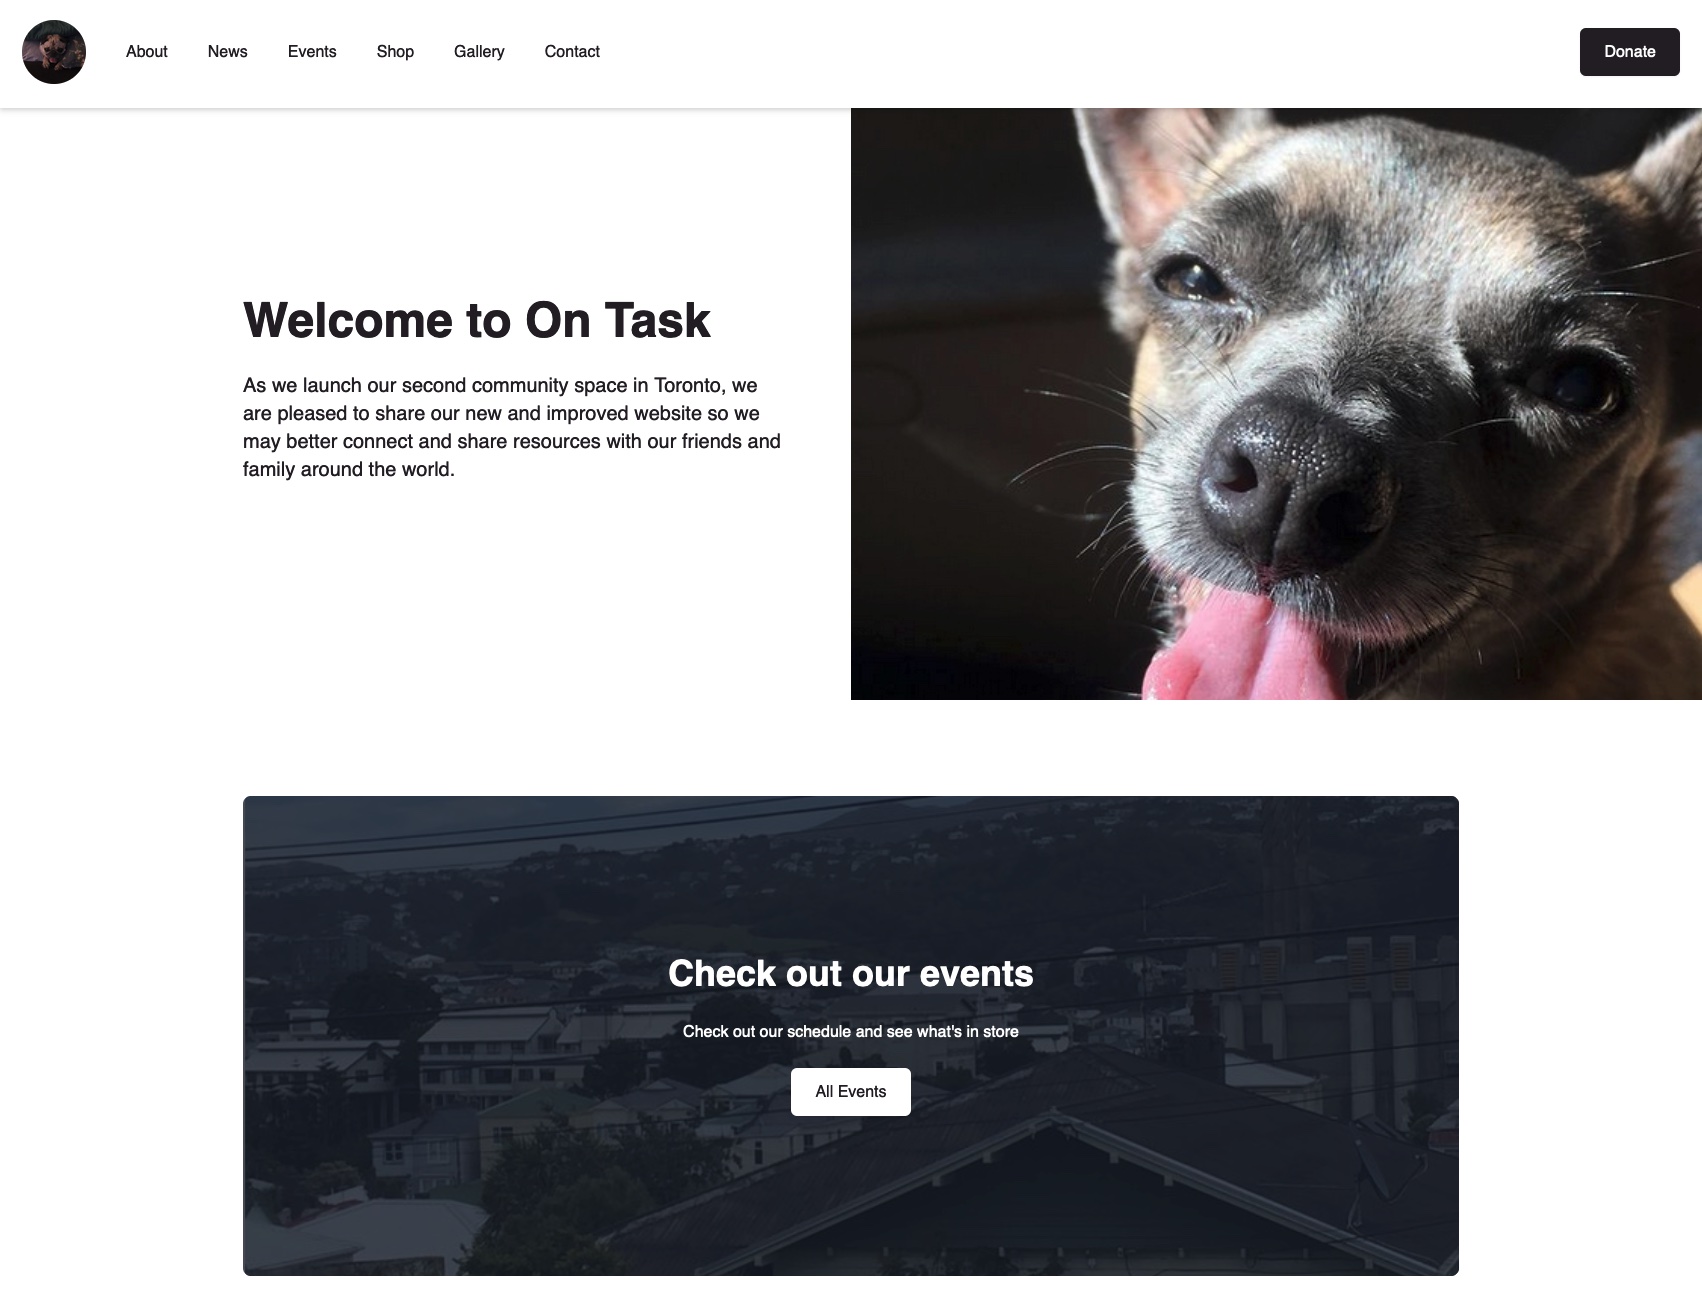 About
News
Events
Shop
Gallery
Contact
Donate
Welcome to On Task
As we launch our second community space in Toronto, we
are pleased to share our new and improved website so we
may better connect and share resources with our friends and
family around the world.
Check out our events
Check out our schedule and see what's in store
All Events